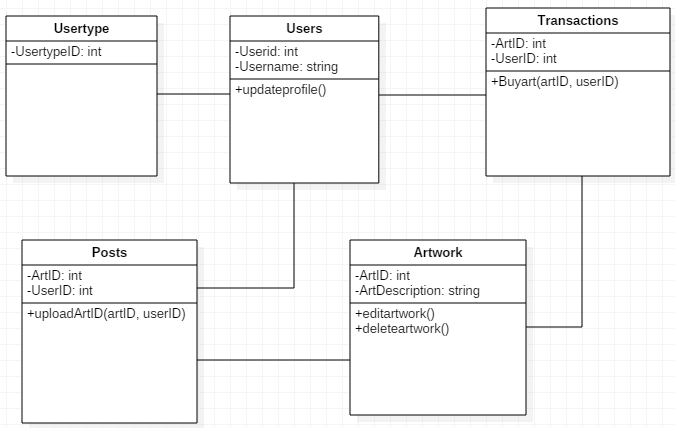 Usertype
-UsertypeID: int
Users
-Userid: int
-Username: string
+updateprofile()
Transactions
-ArtID: int
-UserID: int
+Buyart(artID, userID)
Posts
-ArtID: int
-UserID: int
+uploadArtID(artID, userID)
Artwork
-ArtID: int
-ArtDescription: string
+editartwork()
+deleteartwork()